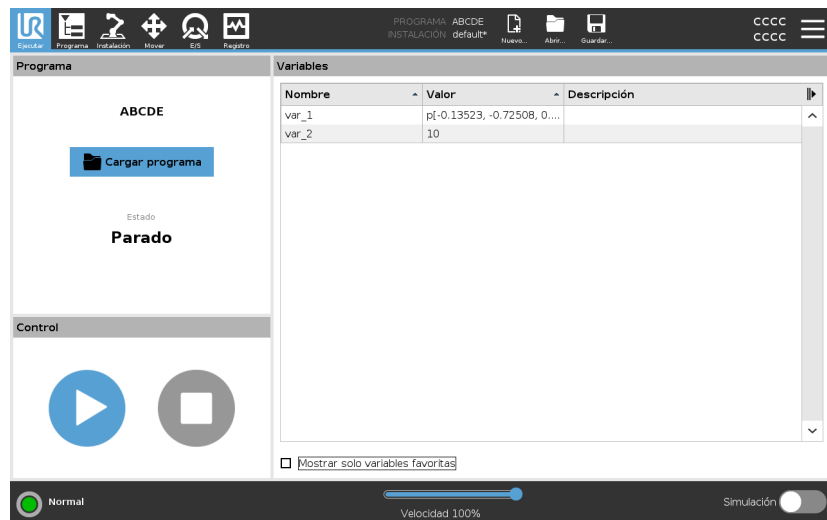 UR
PROGRAMA ABCDE
INSTALACIÓN default*
CCCC
CCCC
Ejecutar Programa Instalación Mover E/S Registro Nuevo... Abrir... Guardar...
Programa
ABCDE
Cargar programa
Estado
Parado
Control
Variables
Nombre Valor Descripción
var_1 p[-0.13523, -0.72508, 0....
var_2 10
Mostrar solo variables favoritas
Normal
Velocidad 100%
Simulación